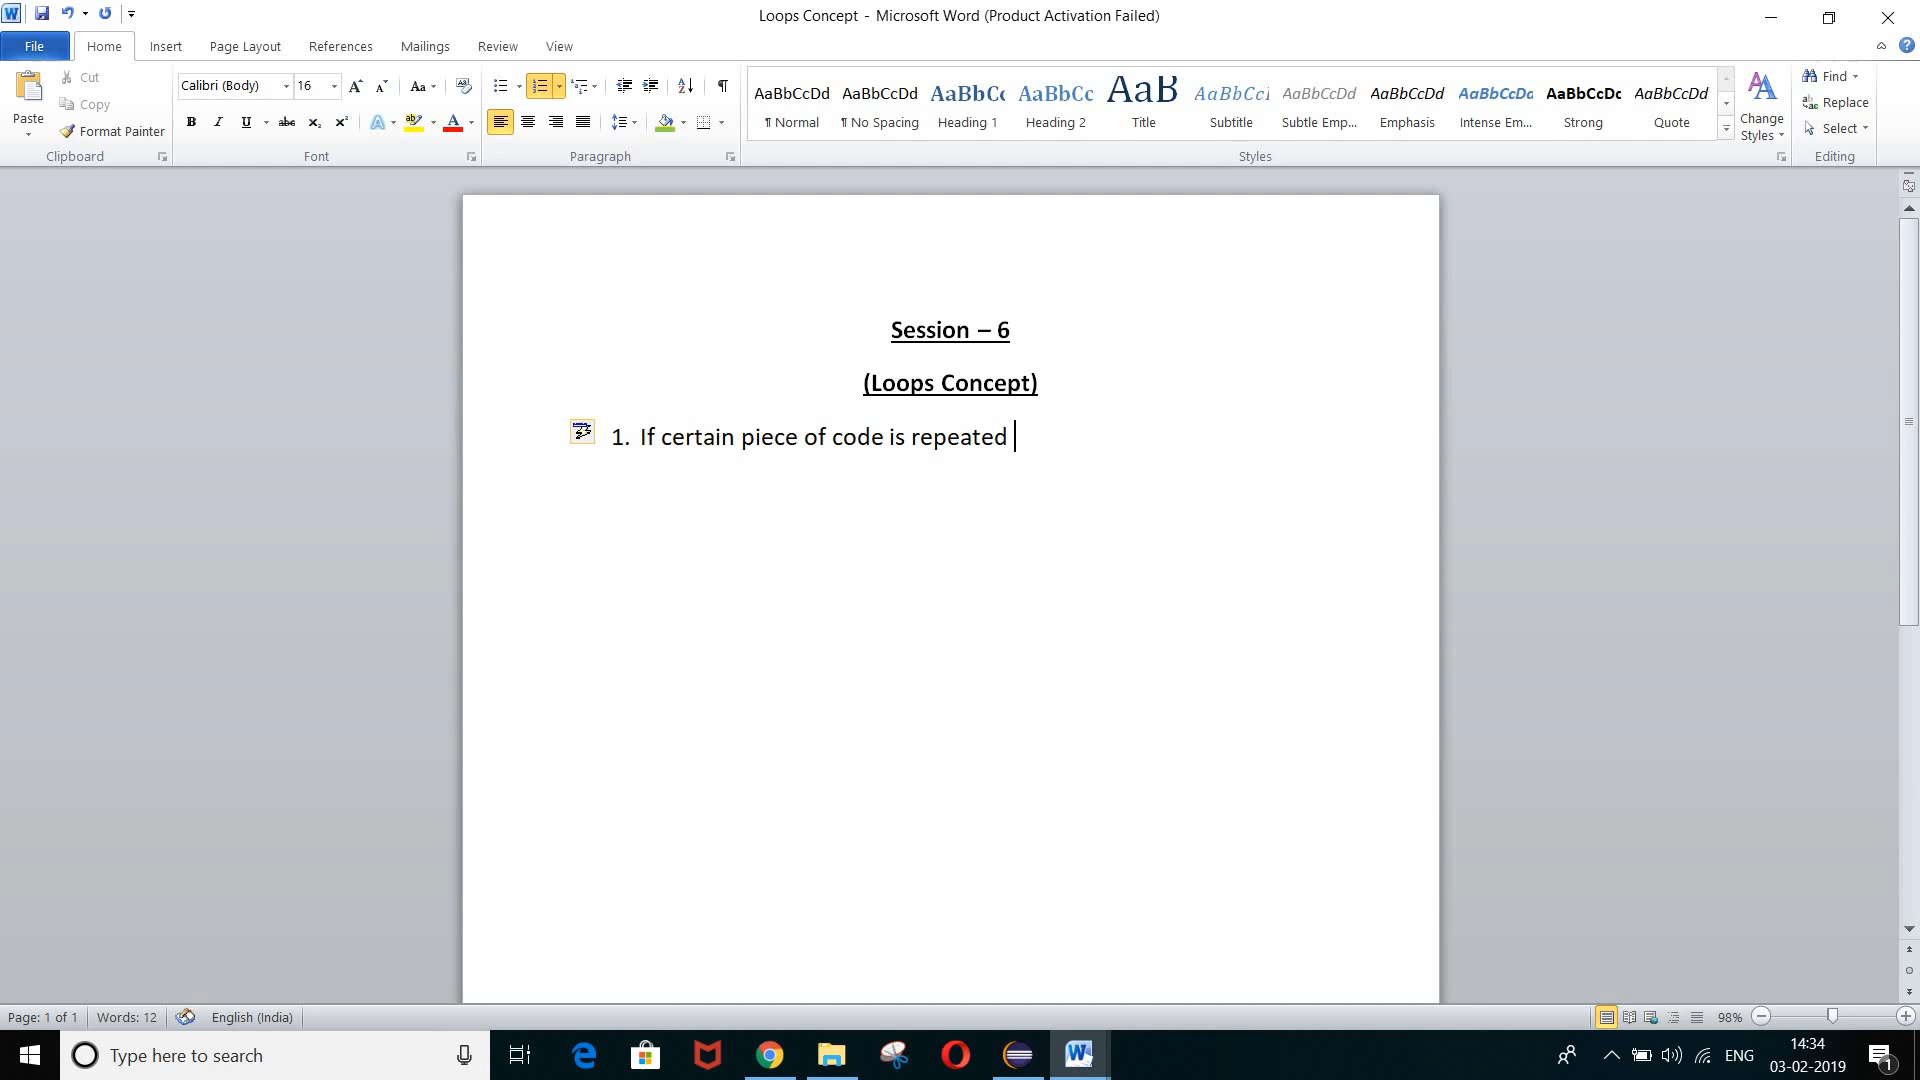 Loops Concept - Microsoft Word (Product Activation Failed)
File Home Insert Page Layout References Mailings Review View
Paste
Cut
Copy
Format Painter
Clipboard
Calibri (Body) 16
Font
Paragraph
AaBbCcDd AaBbCcDd AaBbCc AaBbCc AaB AaBbCcl AaBbCcDd AaBbCcDd AaBbCcDd AaBbCcDc AaBbCcDd
¶ Normal ¶ No Spacing Heading 1 Heading 2 Title Subtitle Subtle Emp... Emphasis Intense Em... Strong Quote
Styles
Change Styles
Find
Replace
Select
Editing
Session – 6
(Loops Concept)
1. If certain piece of code is repeated
Page: 1 of 1 Words: 12 English (India) 98%
Type here to search
ENG
14:34
03-02-2019
1